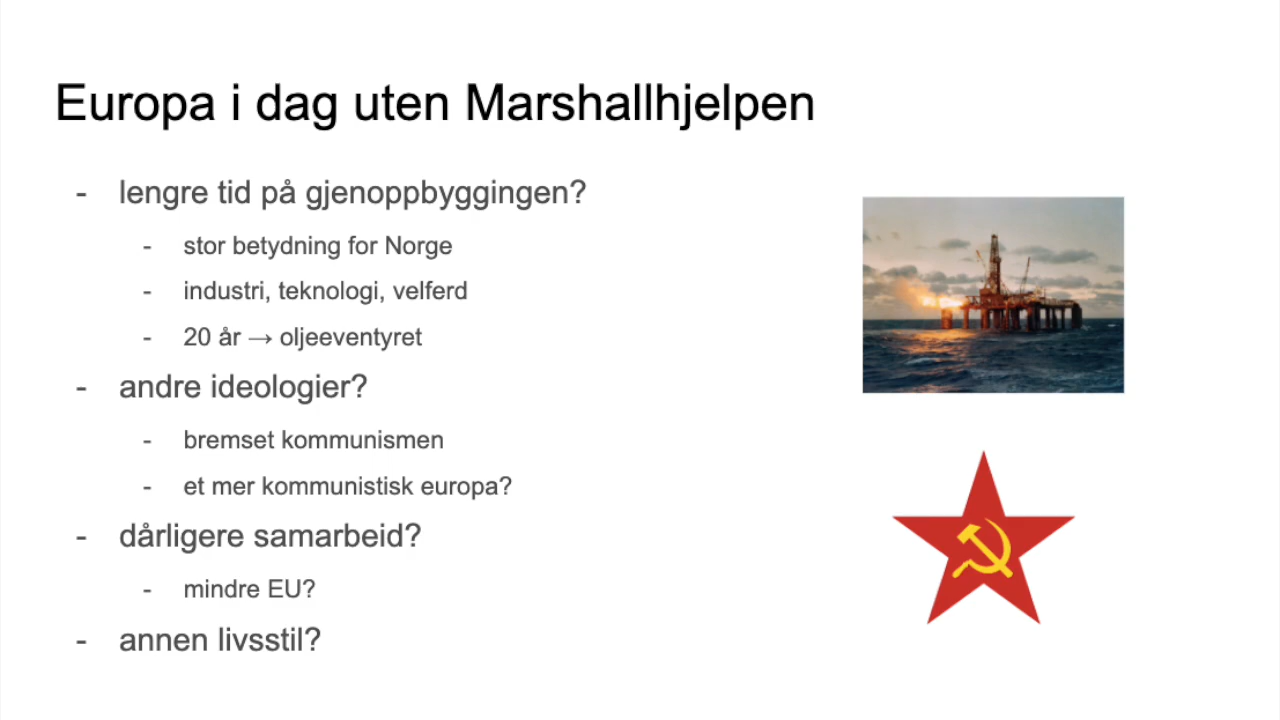 Europa i dag uten Marshallhjelpen
- lengre tid på gjenoppbyggingen?
- stor betydning for Norge
- industri, teknologi, velferd
- 20 år → oljeeventyret
- andre ideologier?
- bremset kommunismen
- et mer kommunistisk europa?
- dårligere samarbeid?
- mindre EU?
- annen livsstil?